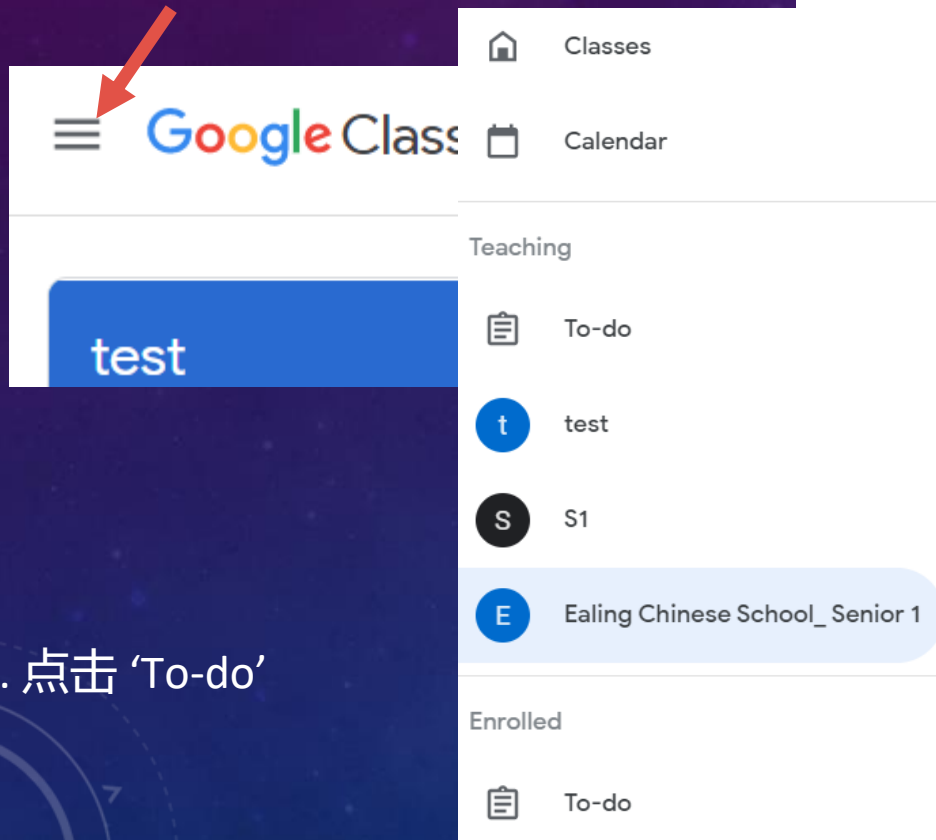 Google Class
test
. 点击 ‘To-do’
Classes
Calendar
Teaching
To-do
t test
S S1
E Ealing Chinese School_ Senior 1
Enrolled
To-do